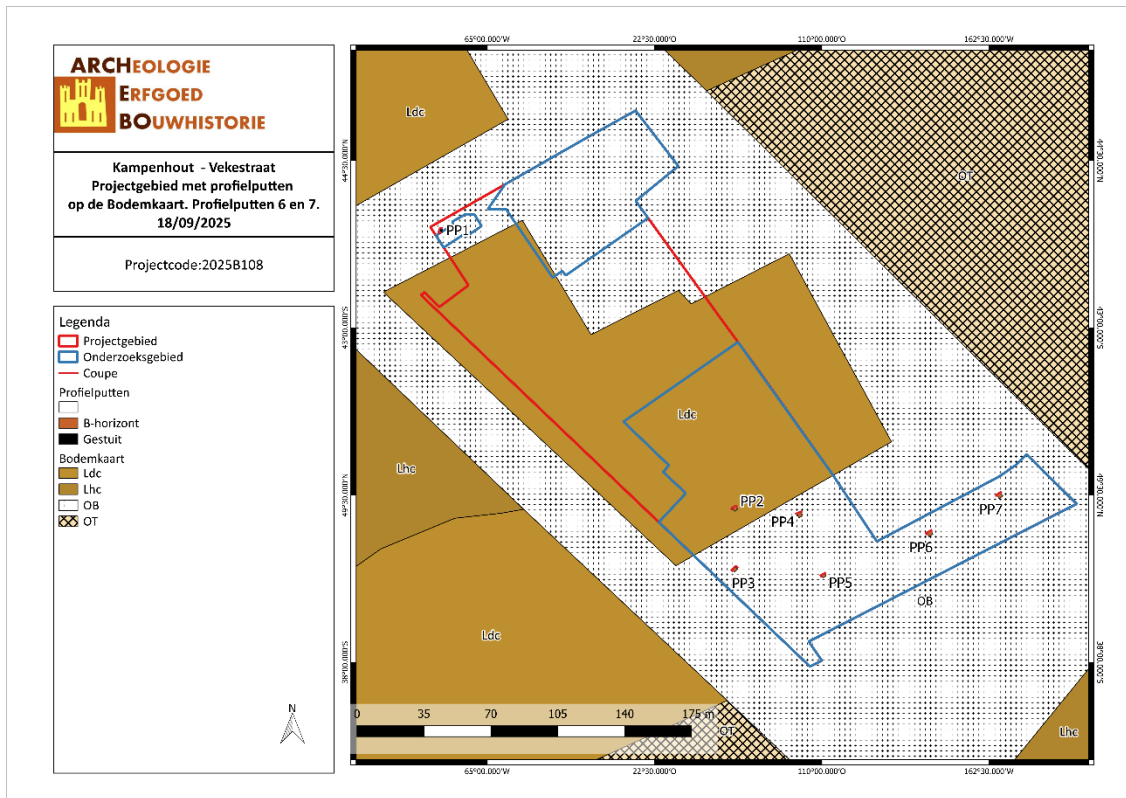 ARCHEOLOGIE
ERFGOED
BOUWHISTORIE
Kampenhout - Vekestraat
Projectgebied met profielputten
op de Bodemkaart. Profielputten 6 en 7.
18/09/2025
Projectcode:2025B108
Legenda
Projectgebied
Onderzoeksgebied
Coupe
Profielputten
B-horizont
Gestuit
Bodemkaart
Ldc
Lhc
OB
OT
N
65°00.000'W
22°30.000'O
110°00.000'O
162°30.000'O
44°30.000'N
43°00.000'S
49°30.000'N
38°00.000'S
44°30.000'N
43°00.000'S
49°30.000'N
38°00.000'S
Ldc
OT
PP1
Ldc
Lhc
PP2
PP4
PP7
PP6
PP3
PP5
OB
Ldc
0 35 70 105 140 175 m
OT
Lhc
65°00.000'W
22°30.000'O
110°00.000'O
162°30.000'O